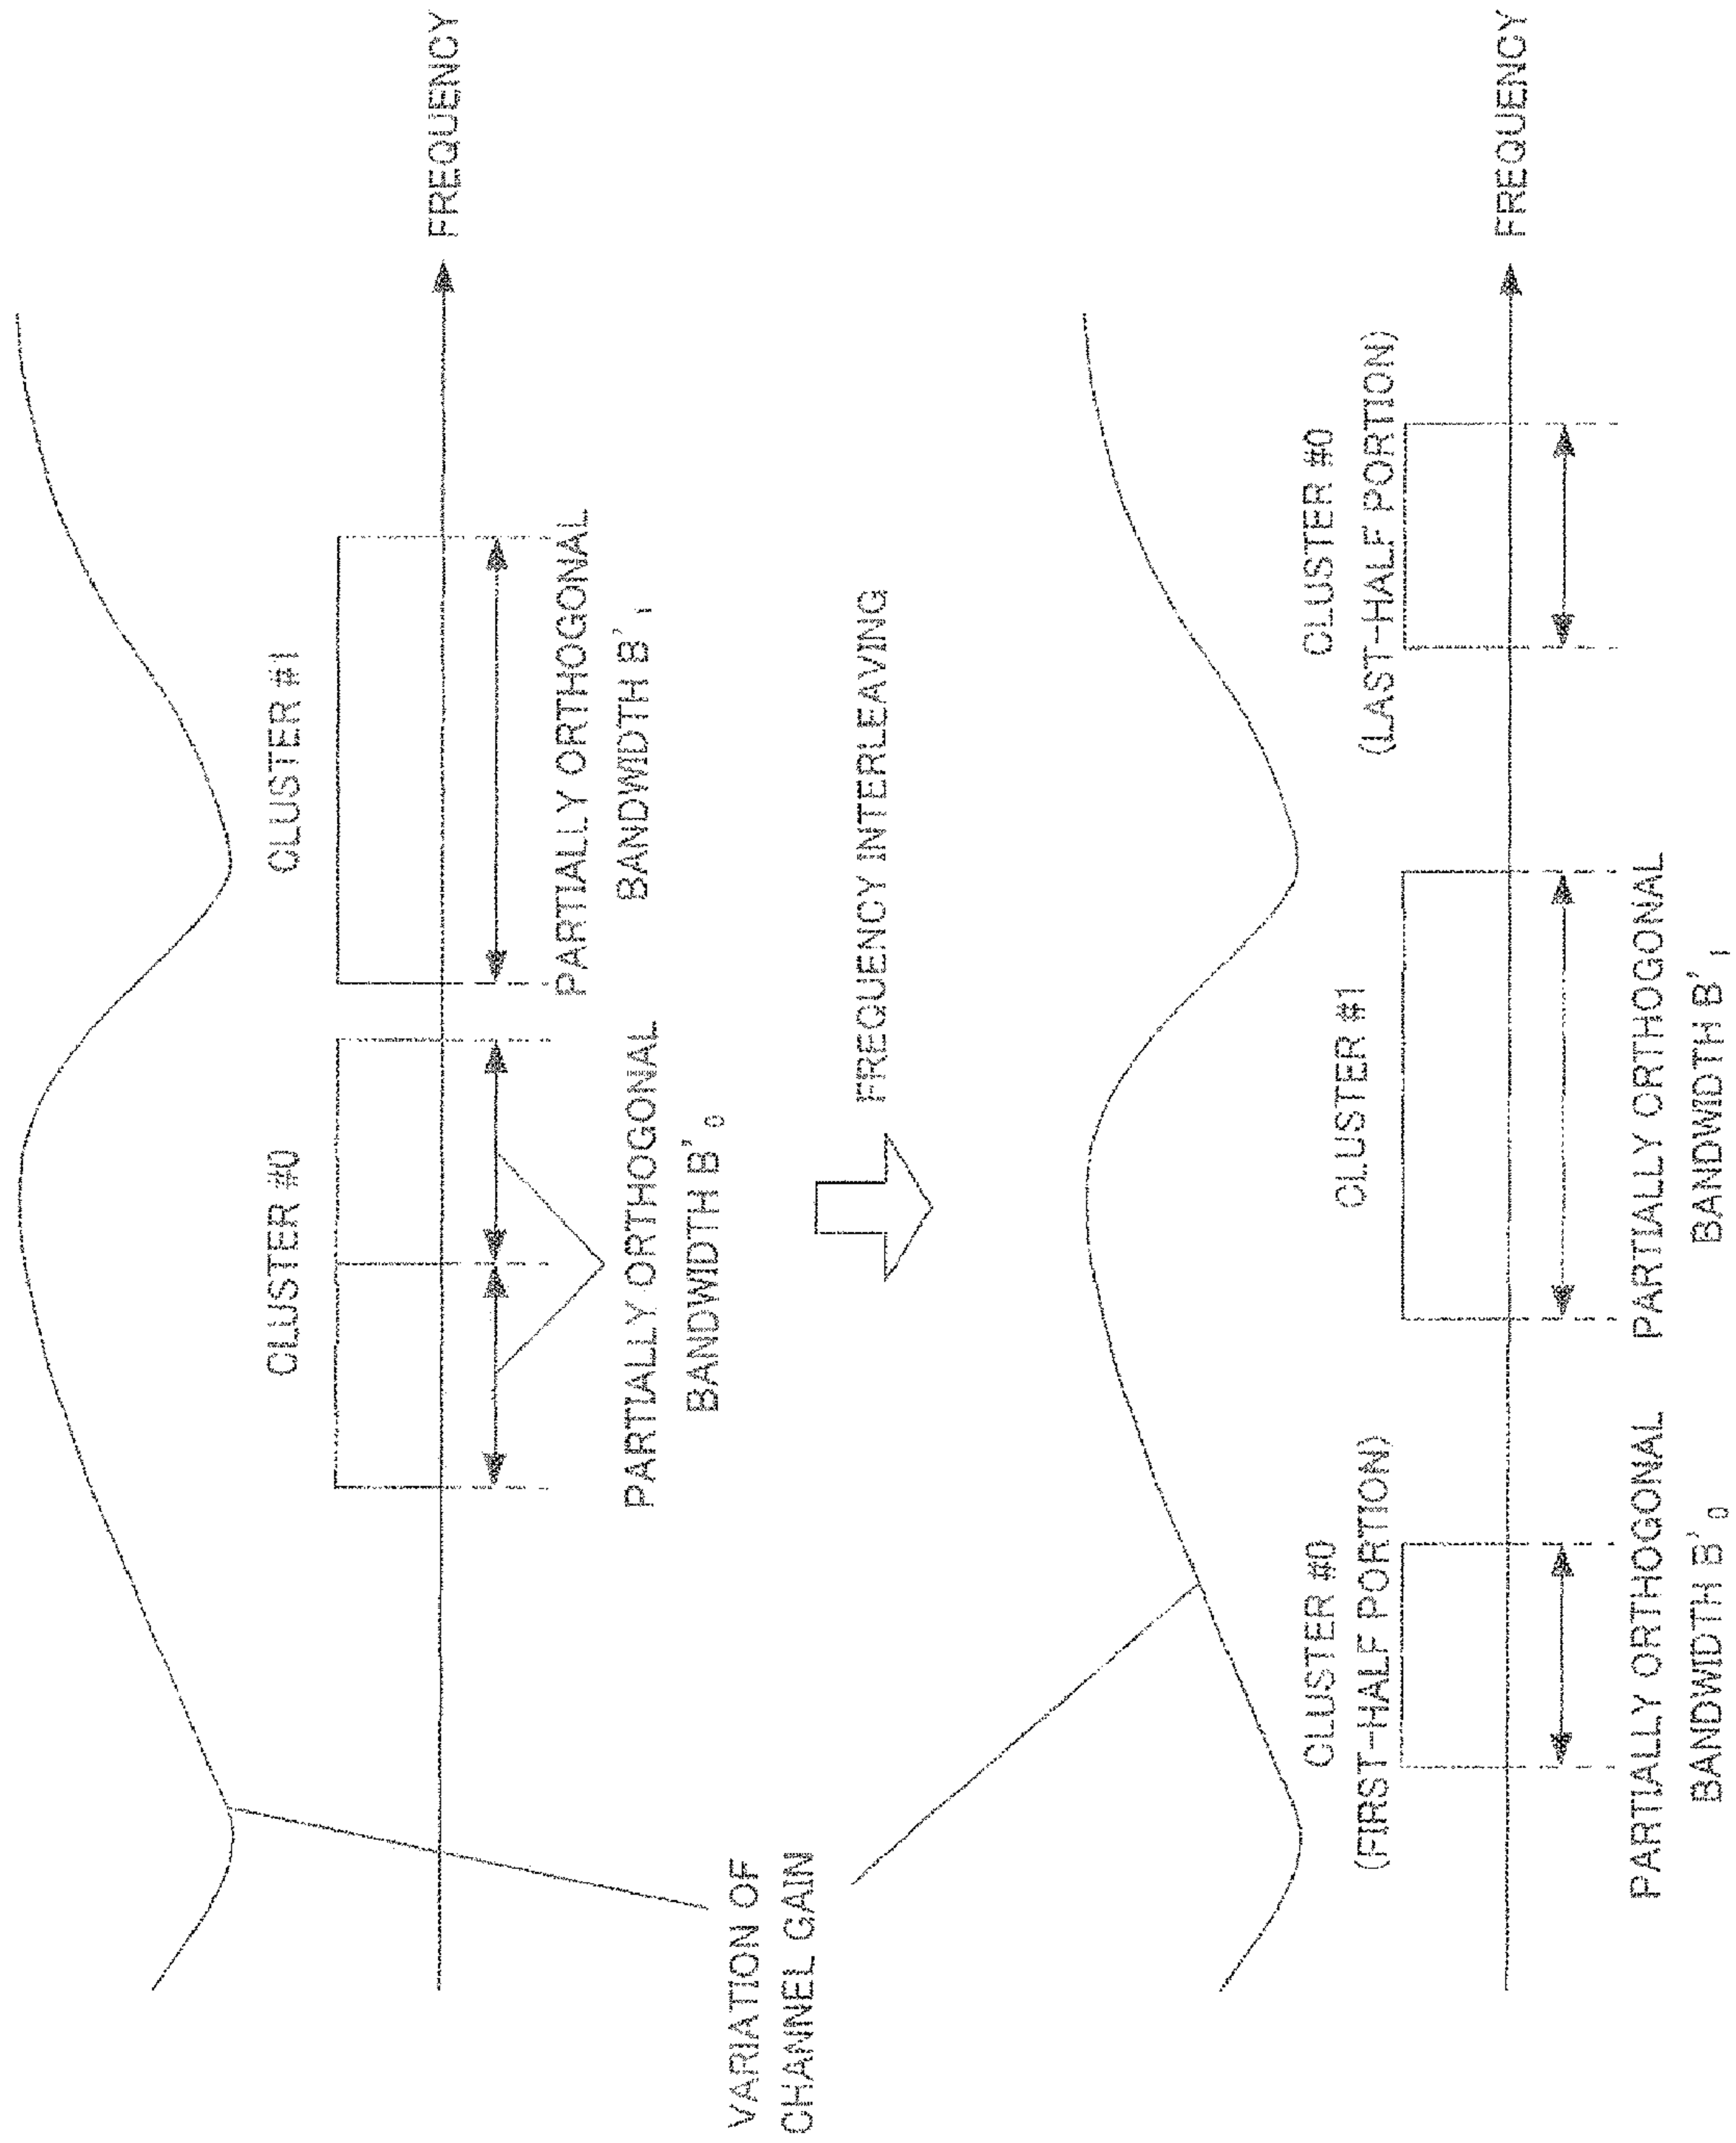 CLUSTER #0
CLUSTER #1
FREQUENCY
PARTIALLY ORTHOGONAL
BANDWIDTH B’0
PARTIALLY ORTHOGONAL
BANDWIDTH B’1
VARIATION OF
CHANNEL GAIN
FREQUENCY INTERLEAVING
CLUSTER #0
(FIRST-HALF PORTION)
CLUSTER #1
CLUSTER #0
(LAST-HALF PORTION)
FREQUENCY
PARTIALLY ORTHOGONAL
BANDWIDTH B’0
PARTIALLY ORTHOGONAL
BANDWIDTH B’1